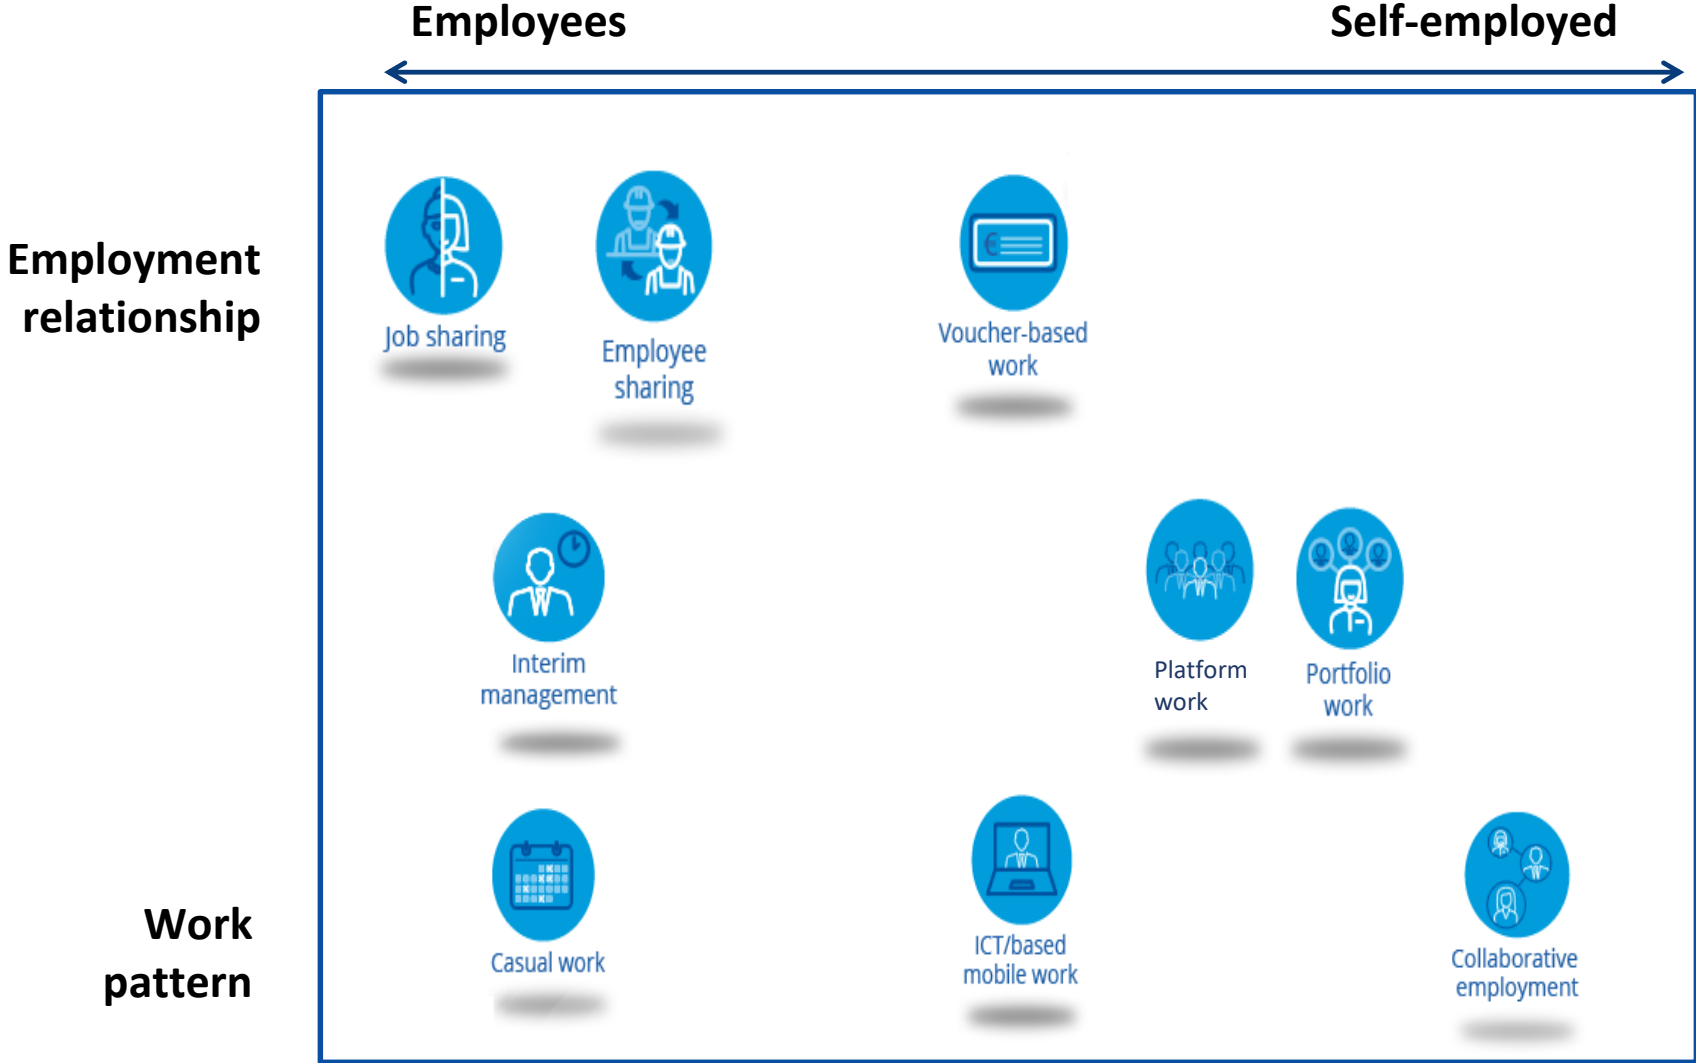 Employees
Self-employed
Employment
relationship
Job sharing
Employee
sharing
Voucher-based
work
Interim
management
Platform
work
Portfolio
work
Work
pattern
Casual work
ICT/based
mobile work
Collaborative
employment